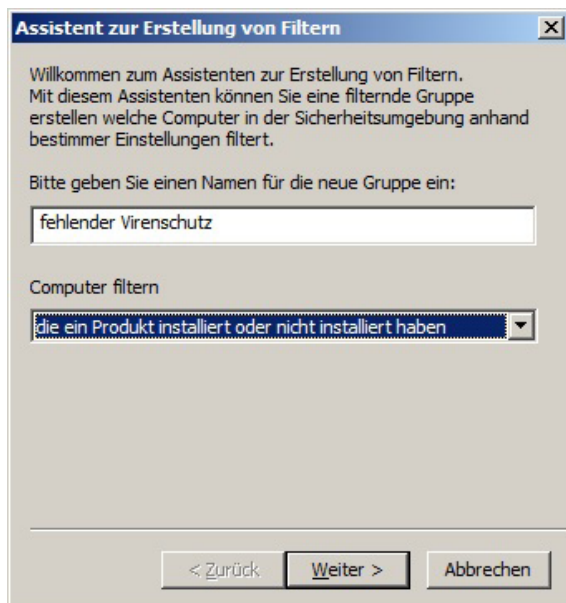 Assistent zur Erstellung von Filtern
Willkommen zum Assistenten zur Erstellung von Filtern.
Mit diesem Assistenten können Sie eine filternde Gruppe
erstellen welche Computer in der Sicherheitsumgebung anhand
bestimmer Einstellungen filtert.
Bitte geben Sie einen Namen für die neue Gruppe ein:
fehlender Virenschutz
Computer filtern
die ein Produkt installiert oder nicht installiert haben
< Zurück
Weiter >
Abbrechen